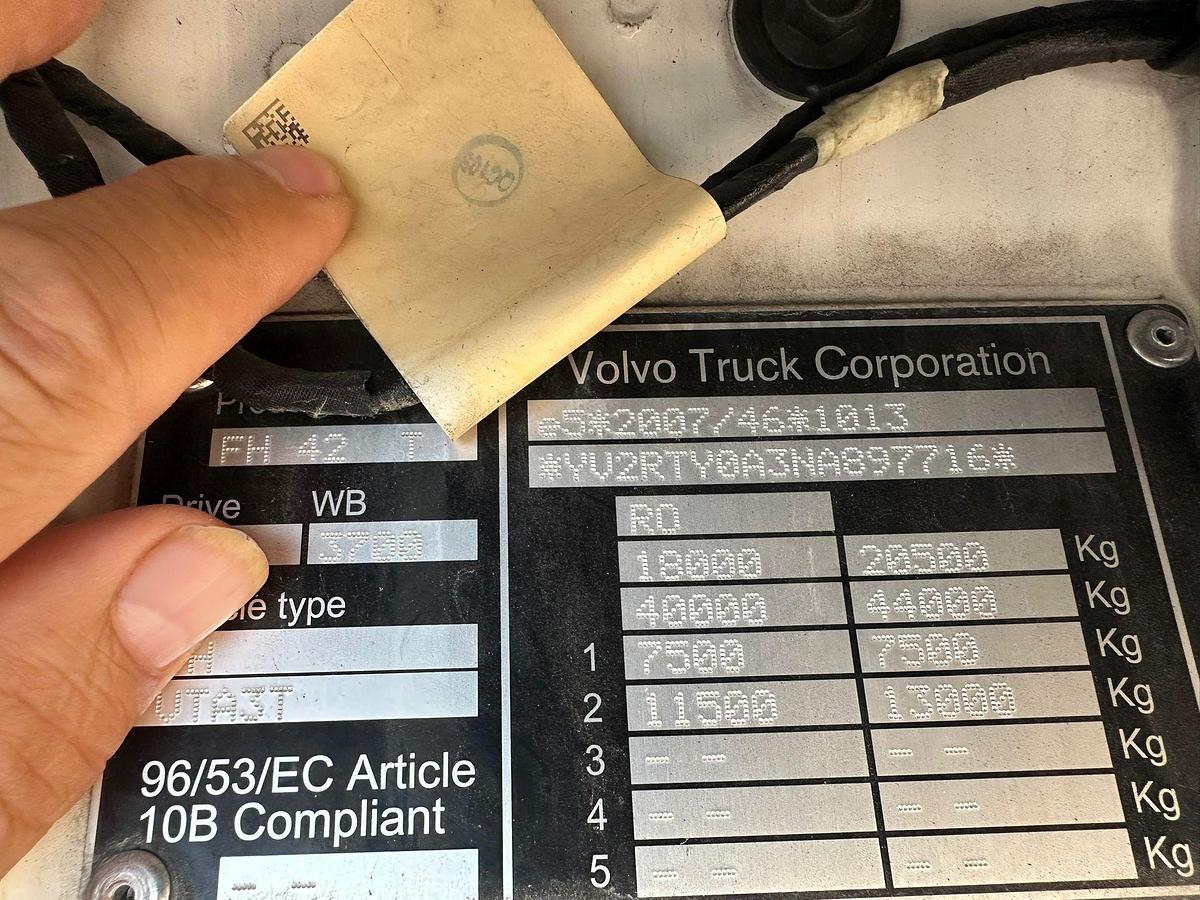 Volvo Truck Corporation
e5*2007/46*1013
*YV2RTY0A3NA897716*
FH 42 T
Drive WB
3700
type
UTA3T
96/53/EC Article
10B Compliant
-- --
RO
18000 20500 Kg
40000 44000 Kg
1 7500 7500 Kg
2 11500 13000 Kg
3 -- -- -- -- Kg
4 -- -- -- -- Kg
5 -- -- -- -- Kg